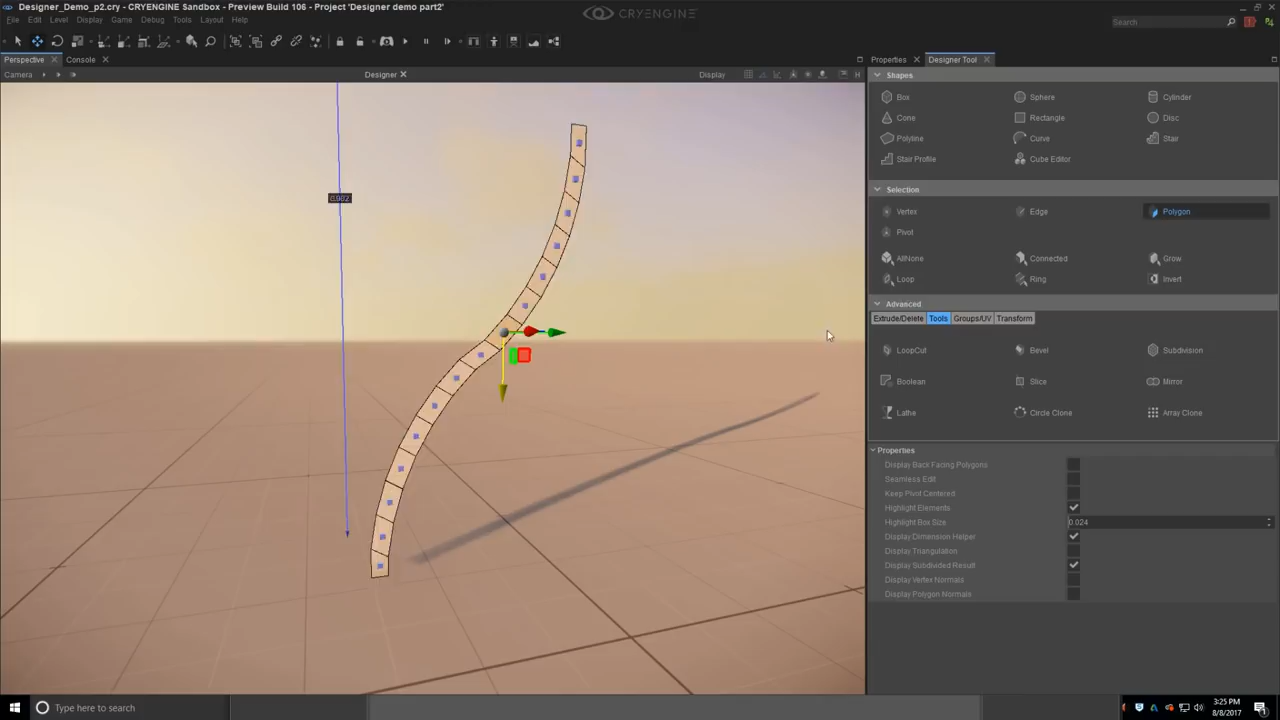 Designer_Demo_p2.cry - CRYENGINE Sandbox - Preview Build 106 - Project 'Designer demo part2'
CRYENGINE
File Edit Level Display Game Debug Tools Layout Help
Search
Perspective Console Properties Designer Tool
Camera Designer Display
Shapes
Box Sphere Cylinder
Cone Rectangle Disc
Polyline Curve Stair
Stair Profile Cube Editor
Selection
Vertex Edge Polygon
Pivot
AllNone Connected Grow
Loop Ring Invert
Advanced
Extrude/Delete Tools Groups/UV Transform
LoopCut Bevel Subdivision
Boolean Slice Mirror
Lathe Circle Clone Array Clone
Properties
Display Back Facing Polygons
Seamless Edit
Keep Pivot Centered
Highlight Elements
Highlight Box Size 0.024
Display Dimension Helper
Display Triangulation
Display Subdivided Result
Display Vertex Normals
Display Polygon Normals
0.902
Type here to search
3:25 PM
8/8/2017